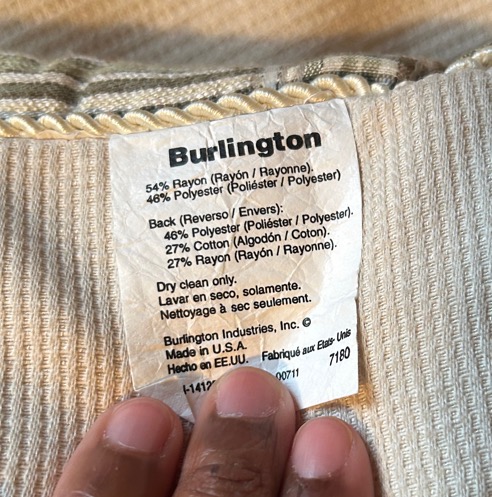 Burlington
54% Rayon (Rayón / Rayonne).
46% Polyester (Poliéster / Polyester)
Back (Reverso / Envers):
46% Polyester (Poliéster / Polyester).
27% Cotton (Algodón / Coton).
27% Rayon (Rayón / Rayonne).
Dry clean only.
Lavar en seco, solamente.
Nettoyage à sec seulement.
Burlington Industries, Inc. ©
Made in U.S.A.
Hecho en EE.UU. Fabriqué aux Etats- Unis
00711 7180